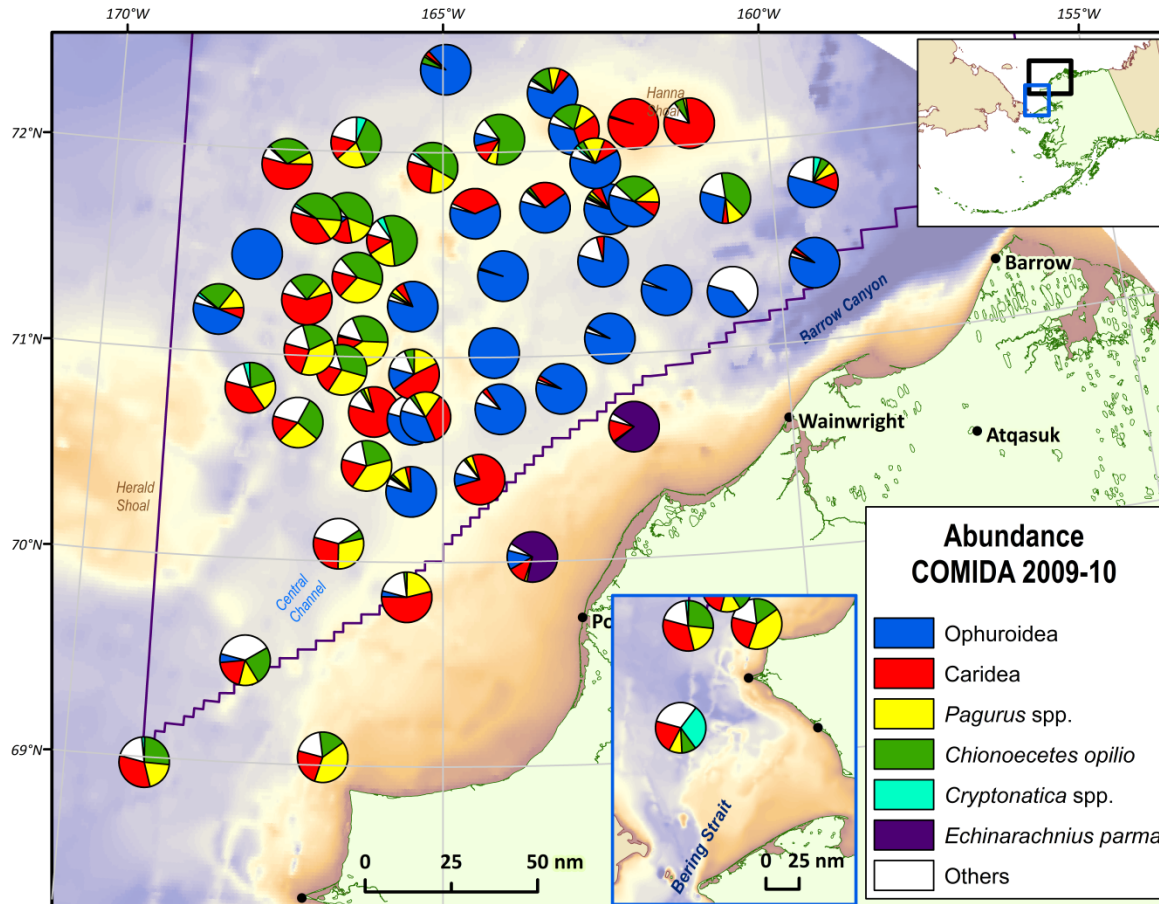 170°W
165°W
160°W
155°W
72°N
71°N
70°N
69°N
Hanna
Shoal
Barrow
Barrow Canyon
Wainwright
Atqasuk
Herald
Shoal
Central
Channel
Po
0 25 50 nm
Bering Strait
0 25 nm
Abundance
COMIDA 2009-10
Ophuroidea
Caridea
Pagurus spp.
Chionoecetes opilio
Cryptonatica spp.
Echinarachnius parma
Others